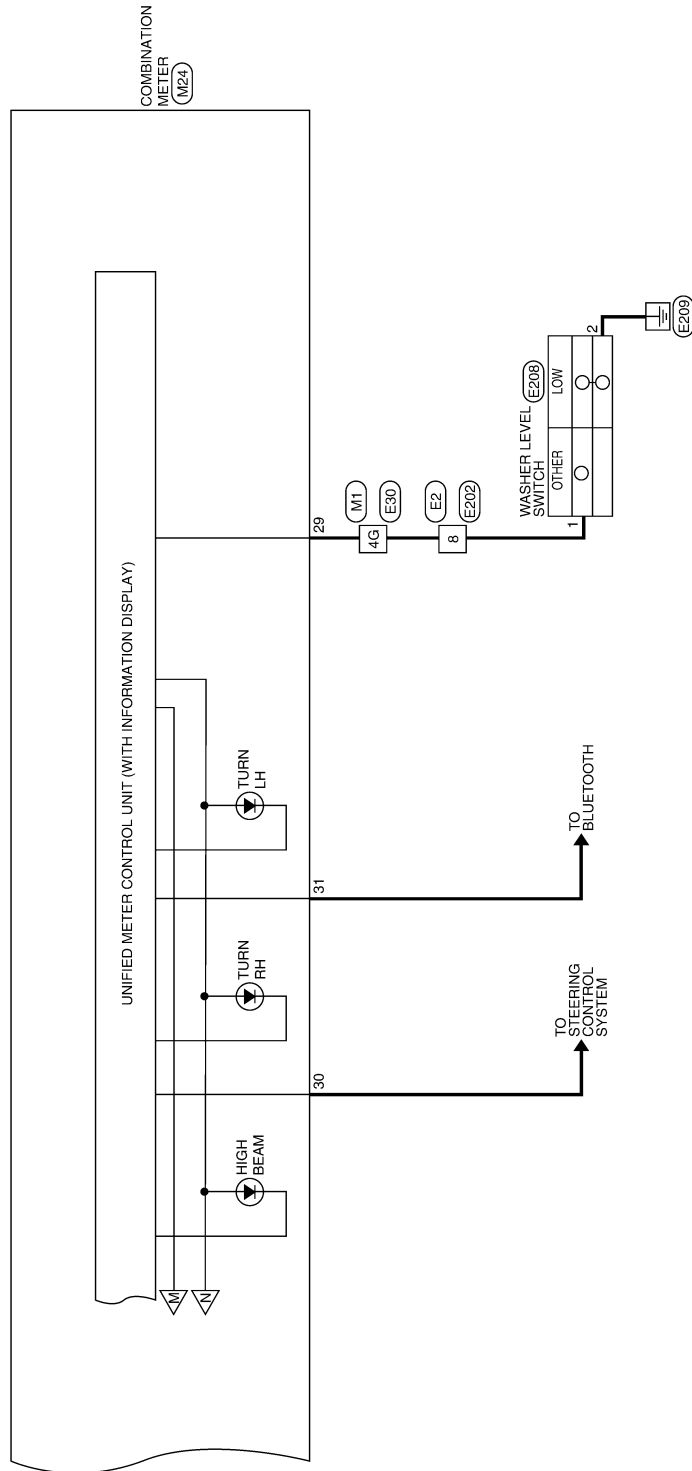 COMBINATION
METER
M24
UNIFIED METER CONTROL UNIT (WITH INFORMATION DISPLAY)
M
N
HIGH
BEAM
TURN
RH
TURN
LH
30
31
29
TO
STEERING
CONTROL
SYSTEM
TO
BLUETOOTH
4G
M1
E30
8
E2
E202
WASHER LEVEL
SWITCH
E208
OTHER
LOW
1
2
E209